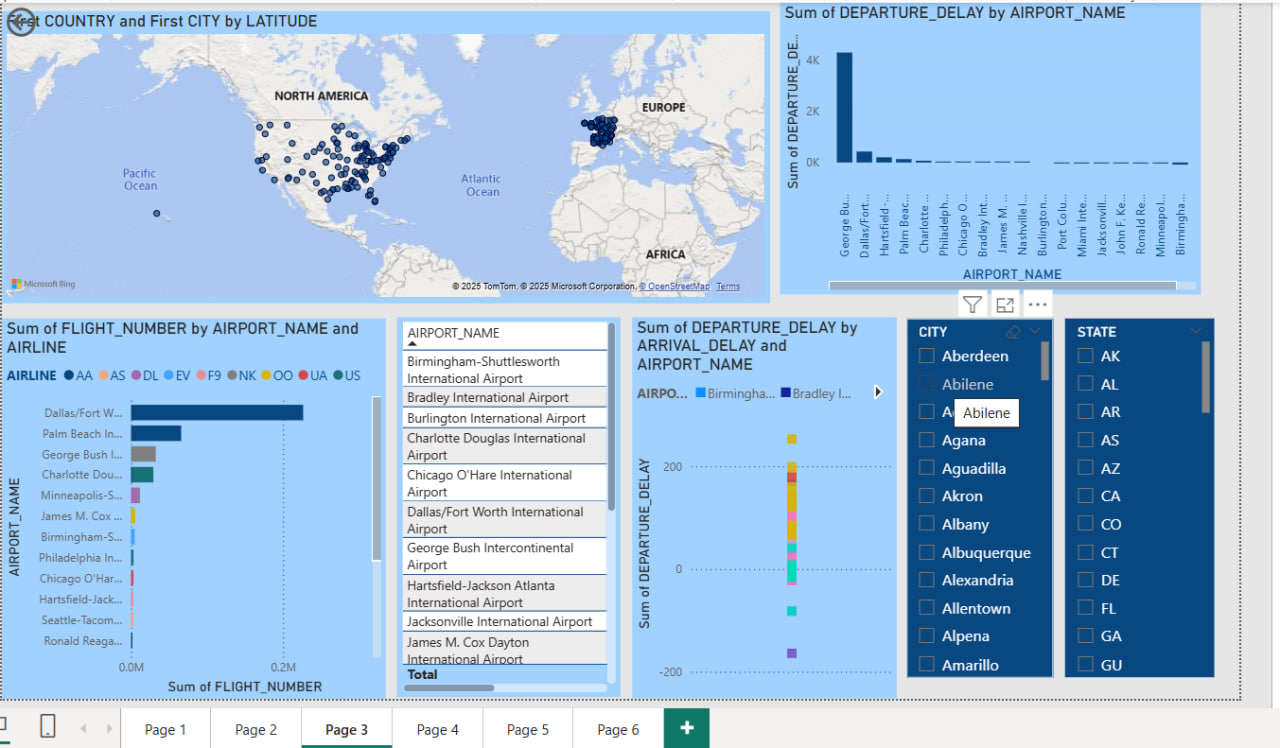 First COUNTRY and First CITY by LATITUDE
NORTH AMERICA
EUROPE
Pacific
Ocean
Atlantic
Ocean
AFRICA
Microsoft Bing
© 2025 TomTom, © 2025 Microsoft Corporation, © OpenStreetMap Terms
Sum of DEPARTURE_DELAY by AIRPORT_NAME
Sum of DEPARTURE_DE...
4K
2K
0K
George Bu...
Dallas/Fort...
Hartsfield-...
Palm Beac...
Charlotte ...
Philadelph...
Chicago O...
Bradley Int...
James M. ...
Nashville I...
Burlington...
Port Colu...
Miami Inte...
Jacksonvill...
John F. Ke...
Ronald Re...
Minneapol...
Birmingha...
AIRPORT_NAME
Sum of FLIGHT_NUMBER by AIRPORT_NAME and
AIRLINE
AIRLINE AA AS DL EV F9 NK OO UA US
AIRPORT_NAME
Dallas/Fort W...
Palm Beach In...
George Bush I...
Charlotte Dou...
Minneapolis-S...
James M. Cox ...
Birmingham-S...
Philadelphia In...
Chicago O'Har...
Hartsfield-Jack...
Seattle-Tacom...
Ronald Reaga...
0.0M 0.2M
Sum of FLIGHT_NUMBER
AIRPORT_NAME
Birmingham-Shuttlesworth
International Airport
Bradley International Airport
Burlington International Airport
Charlotte Douglas International
Airport
Chicago O'Hare International
Airport
Dallas/Fort Worth International
Airport
George Bush Intercontinental
Airport
Hartsfield-Jackson Atlanta
International Airport
Jacksonville International Airport
James M. Cox Dayton
International Airport
Total
Sum of DEPARTURE_DELAY by
ARRIVAL_DELAY and
AIRPORT_NAME
AIRPO... Birmingha... Bradley I...
Sum of DEPARTURE_DELAY
200
0
-200
CITY
Aberdeen
Abilene
A
Abilene
Agana
Aguadilla
Akron
Albany
Albuquerque
Alexandria
Allentown
Alpena
Amarillo
STATE
AK
AL
AR
AS
AZ
CA
CO
CT
DE
FL
GA
GU
Page 1 Page 2 Page 3 Page 4 Page 5 Page 6 +